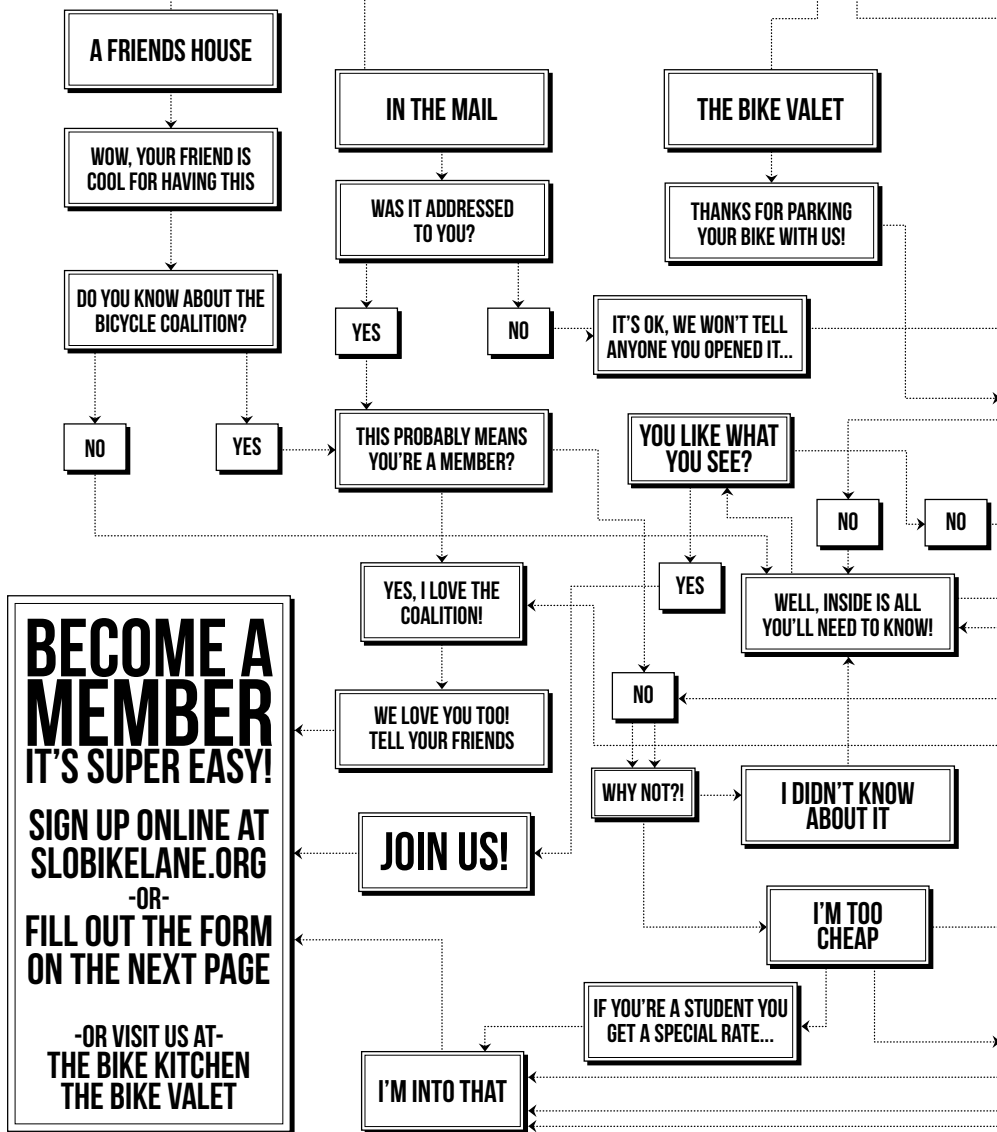 A FRIENDS HOUSE
IN THE MAIL
THE BIKE VALET
WOW, YOUR FRIEND IS
COOL FOR HAVING THIS
WAS IT ADDRESSED
TO YOU?
THANKS FOR PARKING
YOUR BIKE WITH US!
DO YOU KNOW ABOUT THE
BICYCLE COALITION?
YES
NO
IT'S OK, WE WON'T TELL
ANYONE YOU OPENED IT...
NO
YES
THIS PROBABLY MEANS
YOU'RE A MEMBER?
YOU LIKE WHAT
YOU SEE?
NO
NO
YES, I LOVE THE
COALITION!
YES
WELL, INSIDE IS ALL
YOU'LL NEED TO KNOW!
NO
WE LOVE YOU TOO!
TELL YOUR FRIENDS
WHY NOT?!
I DIDN'T KNOW
ABOUT IT
JOIN US!
I'M TOO
CHEAP
IF YOU'RE A STUDENT YOU
GET A SPECIAL RATE...
I'M INTO THAT
BECOME A
MEMBER
IT'S SUPER EASY!
SIGN UP ONLINE AT
SLOBIKELANE.ORG
-OR-
FILL OUT THE FORM
ON THE NEXT PAGE
-OR VISIT US AT-
THE BIKE KITCHEN
THE BIKE VALET